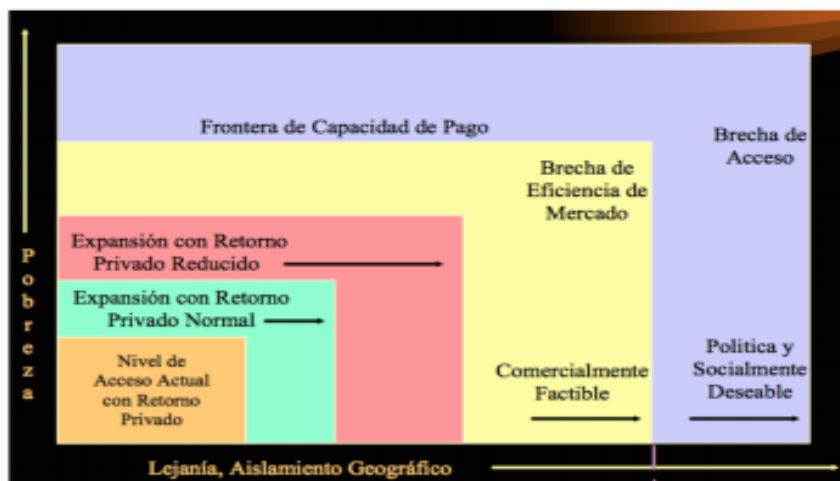 Frontera de Capacidad de Pago
Brecha de
Acceso
Brecha de
Eficiencia de
Mercado
Expansión con Retorno
Privado Reducido
Expansión con Retorno
Privado Normal
Nivel de
Acceso Actual
con Retorno
Privado
Comercialmente
Factible
Politica y
Socialmente
Deseable
Pobreza
Lejanía, Aislamiento Geográfico